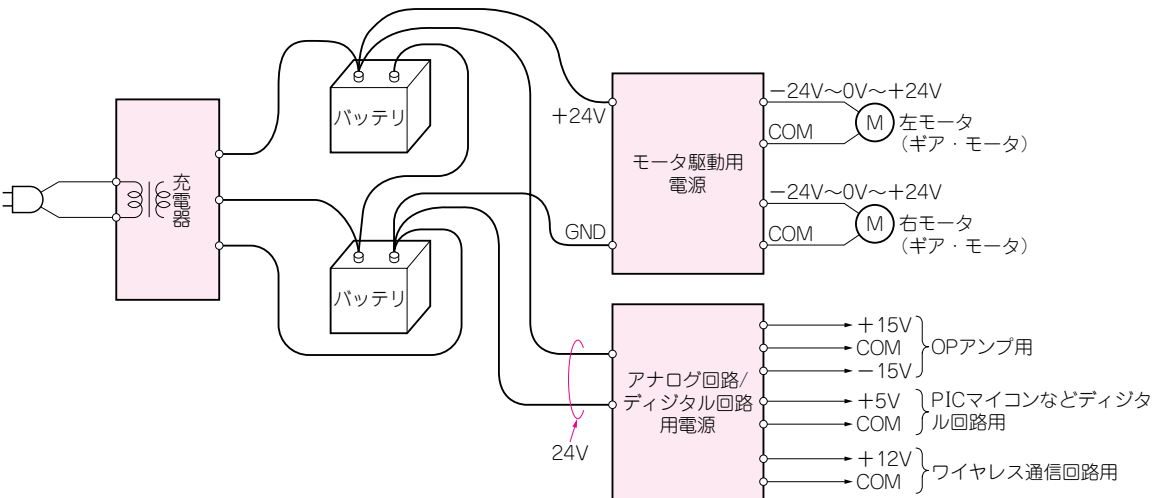 充電器
バッテリ
バッテリ
+24V
GND
モータ駆動用
電源
−24V〜0V〜+24V
COM
M
左モータ
(ギア・モータ)
−24V〜0V〜+24V
COM
M
右モータ
(ギア・モータ)
24V
アナログ回路/
ディジタル回路
用電源
+15V
COM
−15V
OPアンプ用
+5V
COM
PICマイコンなどディジタ
ル回路用
+12V
COM
ワイヤレス通信回路用